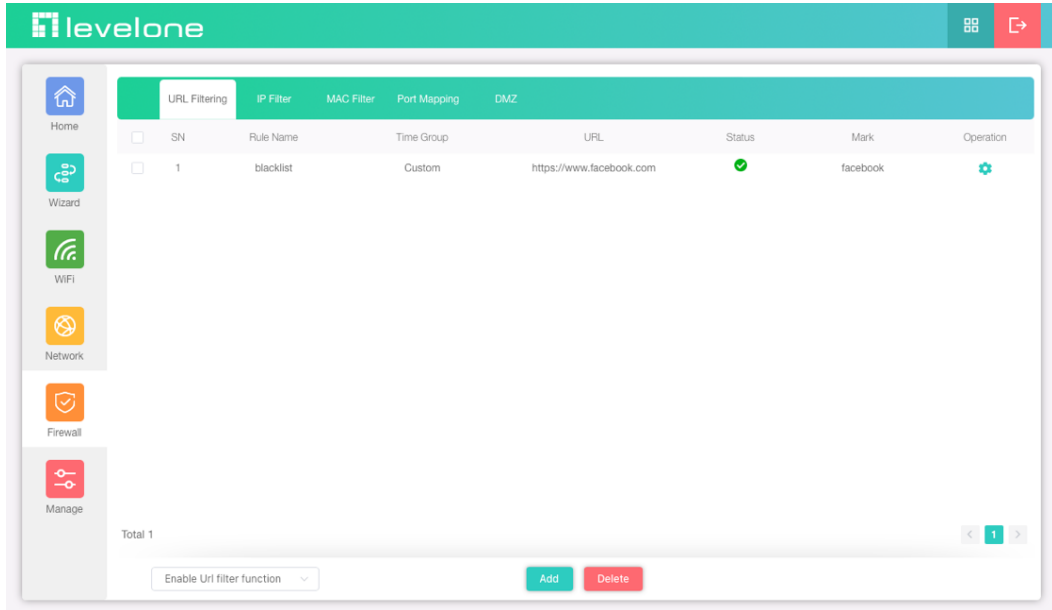 levelone
Home
Wizard
WiFi
Network
Firewall
Manage
URL Filtering IP Filter MAC Filter Port Mapping DMZ
SN Rule Name Time Group URL Status Mark Operation
1 blacklist Custom https://www.facebook.com facebook
Total 1
< 1 >
Enable Url filter function Add Delete